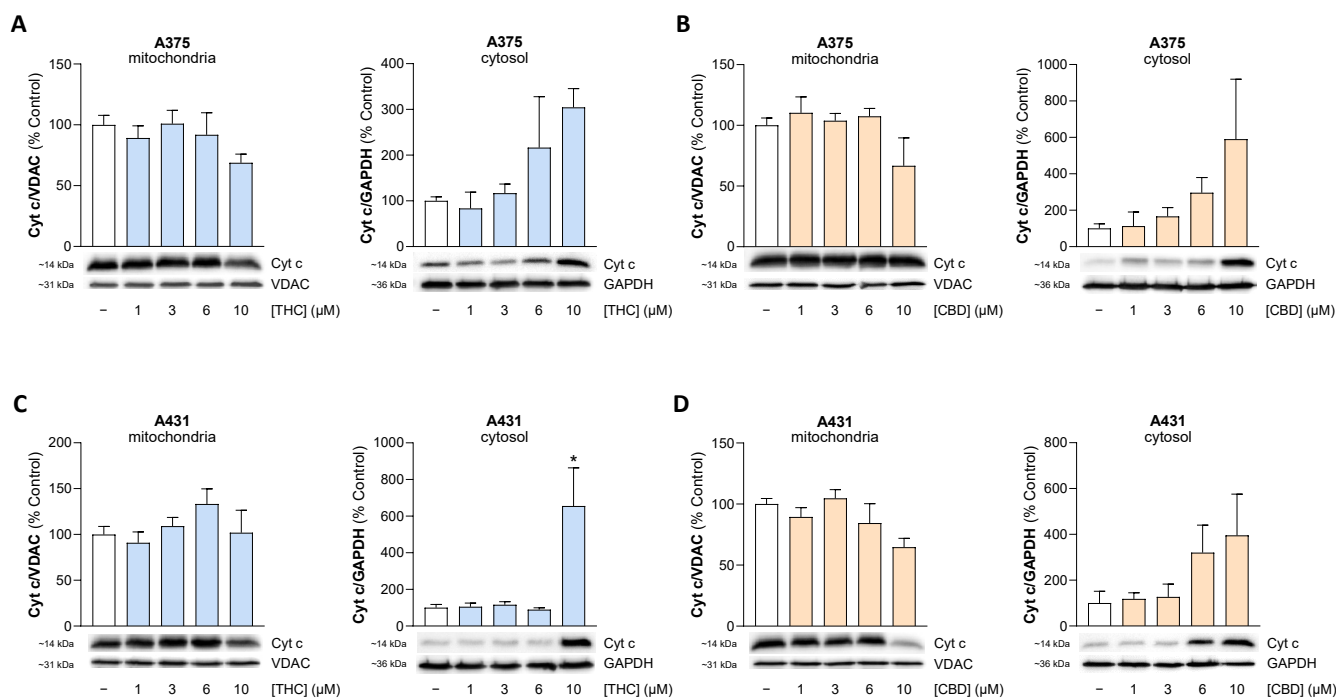 A
A375
mitochondria
Cyt c/VDAC (% Control)
150
100
50
0
~14 kDa
Cyt c
~31 kDa
VDAC
– 1 3 6 10 [THC] (µM)
A375
cytosol
Cyt c/GAPDH (% Control)
400
300
200
100
0
~14 kDa
Cyt c
~36 kDa
GAPDH
– 1 3 6 10 [THC] (µM)
B
A375
mitochondria
Cyt c/VDAC (% Control)
150
100
50
0
~14 kDa
Cyt c
~31 kDa
VDAC
– 1 3 6 10 [CBD] (µM)
A375
cytosol
Cyt c/GAPDH (% Control)
1000
800
600
400
200
0
~14 kDa
Cyt c
~36 kDa
GAPDH
– 1 3 6 10 [CBD] (µM)
C
A431
mitochondria
Cyt c/VDAC (% Control)
200
150
100
50
0
~14 kDa
Cyt c
~31 kDa
VDAC
– 1 3 6 10 [THC] (µM)
A431
cytosol
Cyt c/GAPDH (% Control)
1000
800
600
400
200
0
*
~14 kDa
Cyt c
~36 kDa
GAPDH
– 1 3 6 10 [THC] (µM)
D
A431
mitochondria
Cyt c/VDAC (% Control)
150
100
50
0
~14 kDa
Cyt c
~31 kDa
VDAC
– 1 3 6 10 [CBD] (µM)
A431
cytosol
Cyt c/GAPDH (% Control)
800
600
400
200
0
~14 kDa
Cyt c
~36 kDa
GAPDH
– 1 3 6 10 [CBD] (µM)